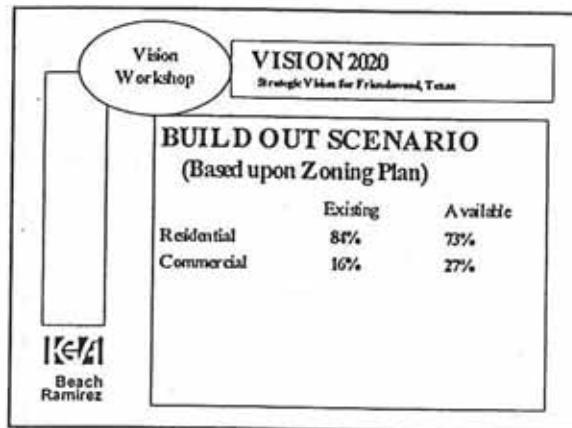 Vision
Workshop
VISION 2020
Strategic Vision for Friendswood, Texas
BUILD OUT SCENARIO
(Based upon Zoning Plan)
Existing Available
Residential 84% 73%
Commercial 16% 27%
Beach
Ramirez